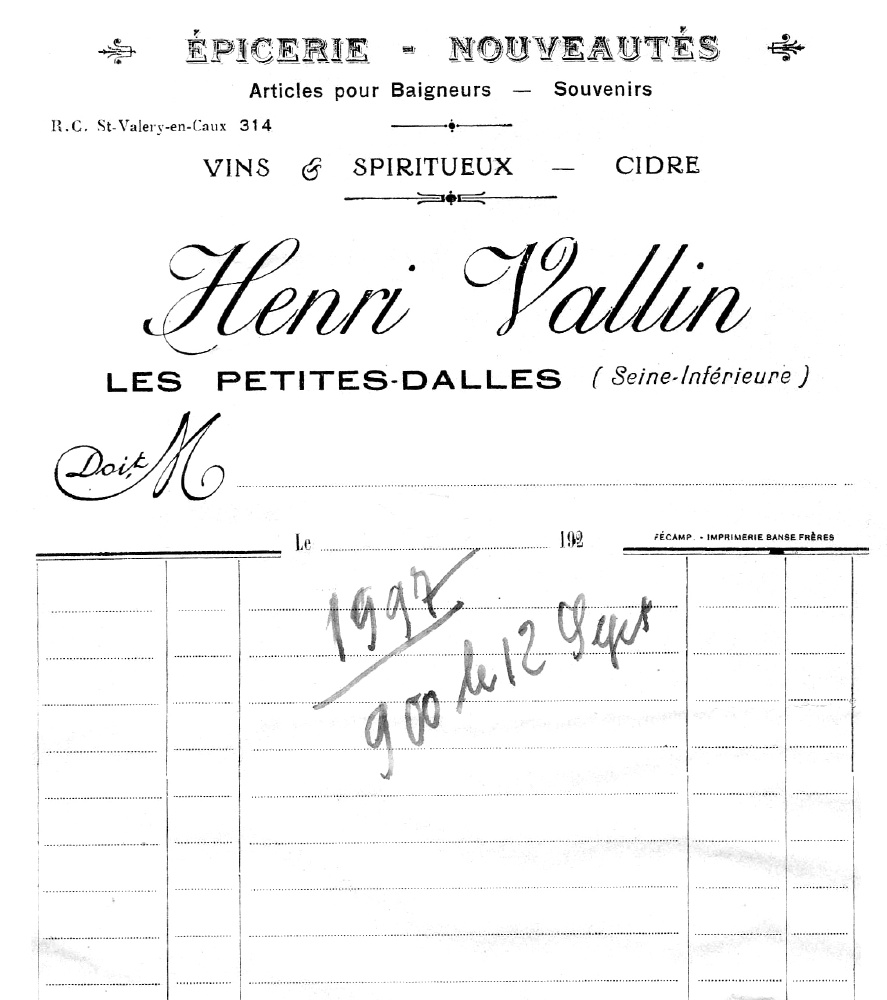 ÉPICERIE - NOUVEAUTÉS
Articles pour Baigneurs — Souvenirs
R.C. St-Valery-en-Caux 314
VINS & SPIRITUEUX — CIDRE
Henri Vallin
LES PETITES-DALLES (Seine-Inférieure)
Doit M
Le 192
FÉCAMP. - IMPRIMERIE BANSE FRÈRES
1997
900 le 12 Sept